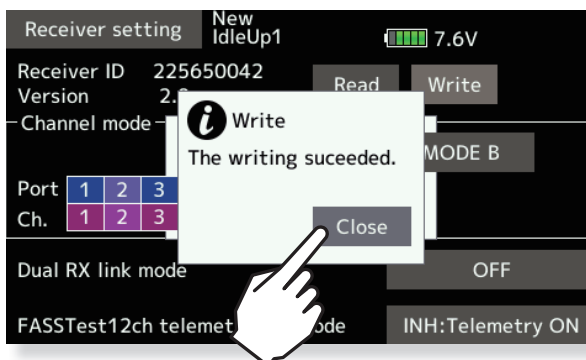 Receiver setting New
IdleUp1
7.6V
Receiver ID 225650042
Read Write
Version
Channel mode
Write
The writing suceeded.
MODE B
Port 1 2 3
Ch. 1 2 3
Close
Dual RX link mode OFF
FASSTest12ch INH:Telemetry ON